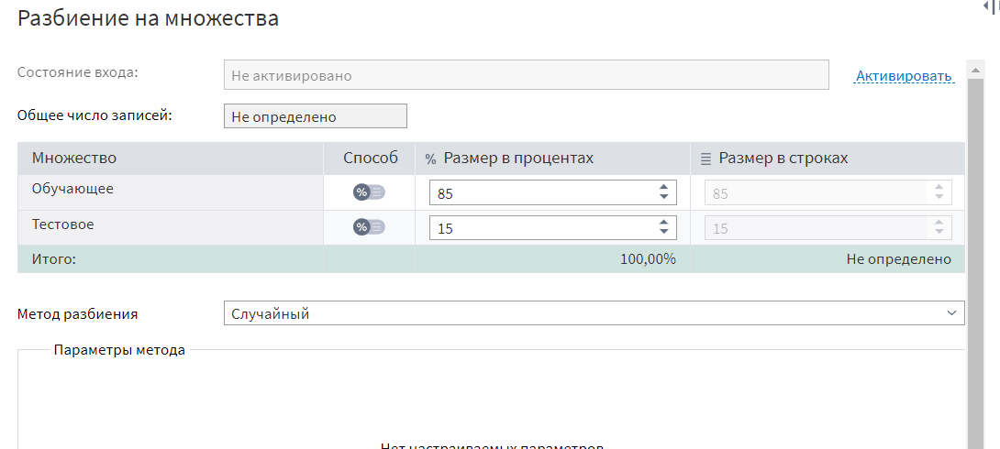 Разбиение на множества
Состояние входа: Не активировано Активировать
Общее число записей: Не определено
Множество Способ % Размер в процентах Размер в строках
Обучающее % 85 85
Тестовое % 15 15
Итого: 100,00% Не определено
Метод разбиения Случайный
Параметры метода
Нет настраиваемых параметров